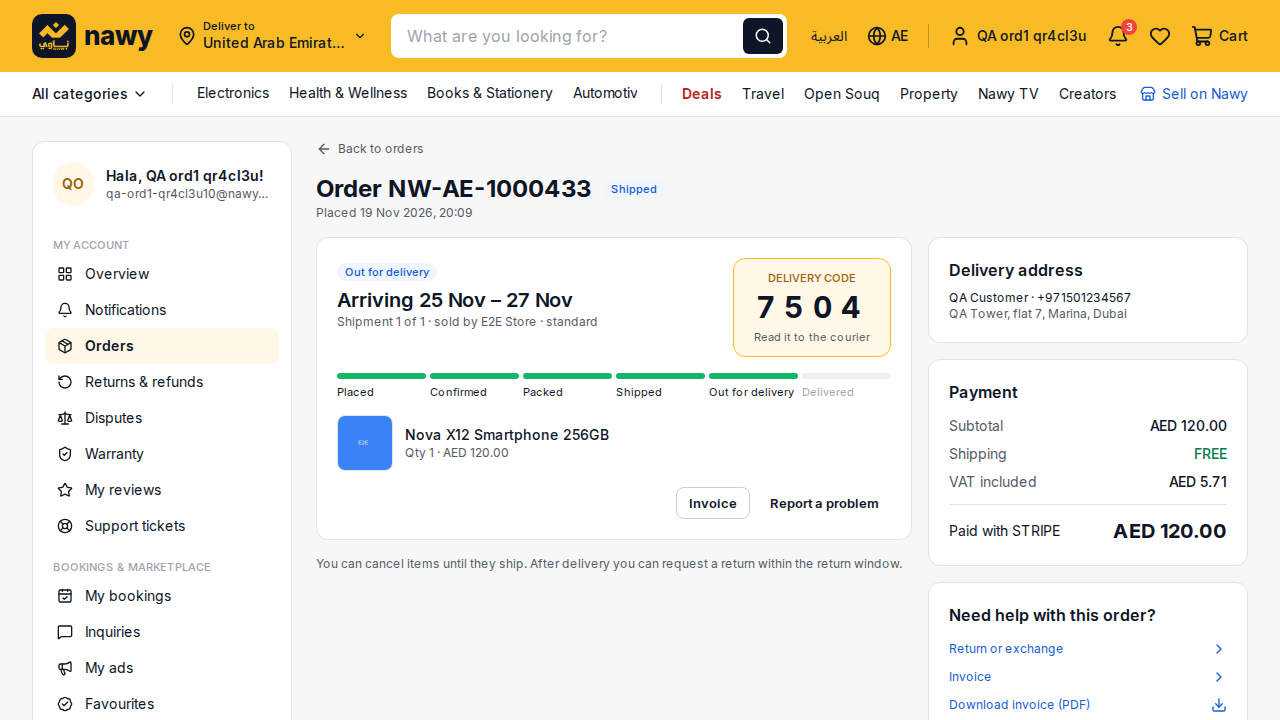 ناوي
nawy
Deliver to
United Arab Emirat...
What are you looking for?
العربية
AE
QA ord1 qr4cl3u
3
Cart
All categories
Electronics
Health & Wellness
Books & Stationery
Automotiv
Deals
Travel
Open Souq
Property
Nawy TV
Creators
Sell on Nawy
QO
Hala, QA ord1 qr4cl3u!
qa-ord1-qr4cl3u10@nawy...
MY ACCOUNT
Overview
Notifications
Orders
Returns & refunds
Disputes
Warranty
My reviews
Support tickets
BOOKINGS & MARKETPLACE
My bookings
Inquiries
My ads
Favourites
Back to orders
Order NW-AE-1000433
Shipped
Placed 19 Nov 2026, 20:09
Out for delivery
Arriving 25 Nov – 27 Nov
Shipment 1 of 1 · sold by E2E Store · standard
DELIVERY CODE
7504
Read it to the courier
Placed
Confirmed
Packed
Shipped
Out for delivery
Delivered
E2E
Nova X12 Smartphone 256GB
Qty 1 · AED 120.00
Invoice
Report a problem
You can cancel items until they ship. After delivery you can request a return within the return window.
Delivery address
QA Customer · +971501234567
QA Tower, flat 7, Marina, Dubai
Payment
Subtotal
AED 120.00
Shipping
FREE
VAT included
AED 5.71
Paid with STRIPE
AED 120.00
Need help with this order?
Return or exchange
Invoice
Download invoice (PDF)